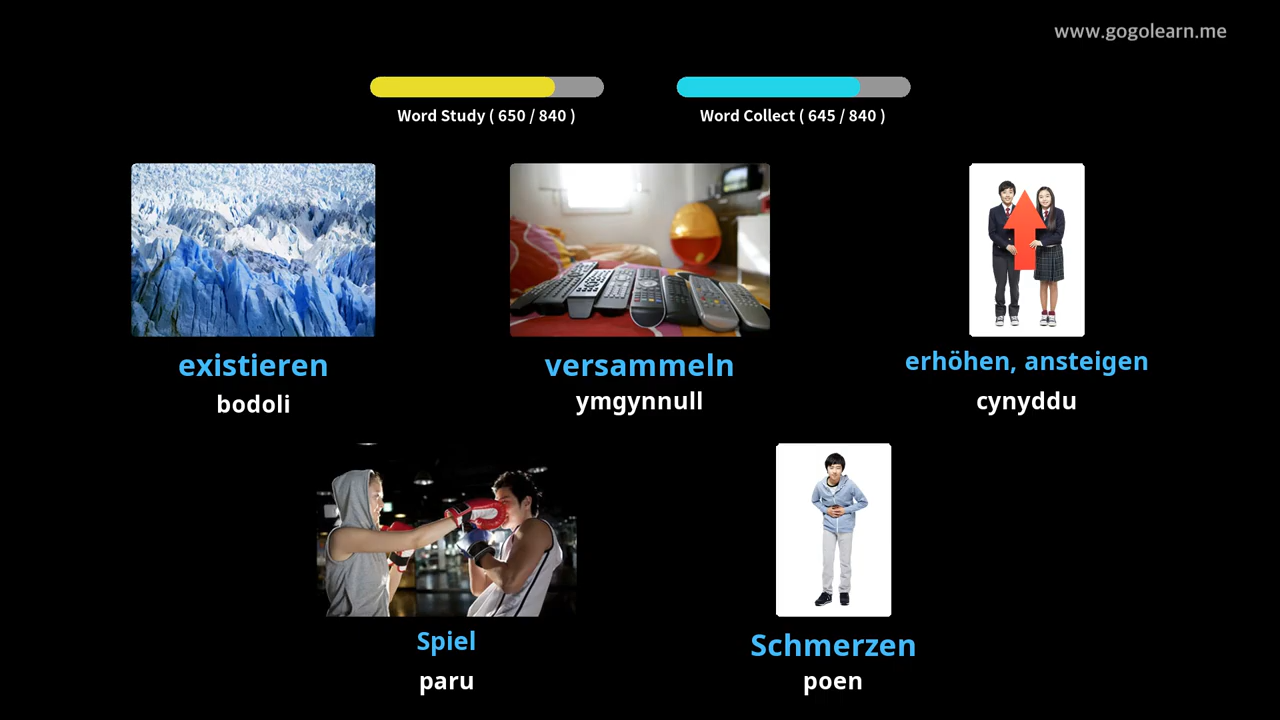 www.gogolearn.me
Word Study ( 650 / 840 )
Word Collect ( 645 / 840 )
existieren
bodoli
versammeln
ymgynnull
erhöhen, ansteigen
cynyddu
Spiel
paru
Schmerzen
poen